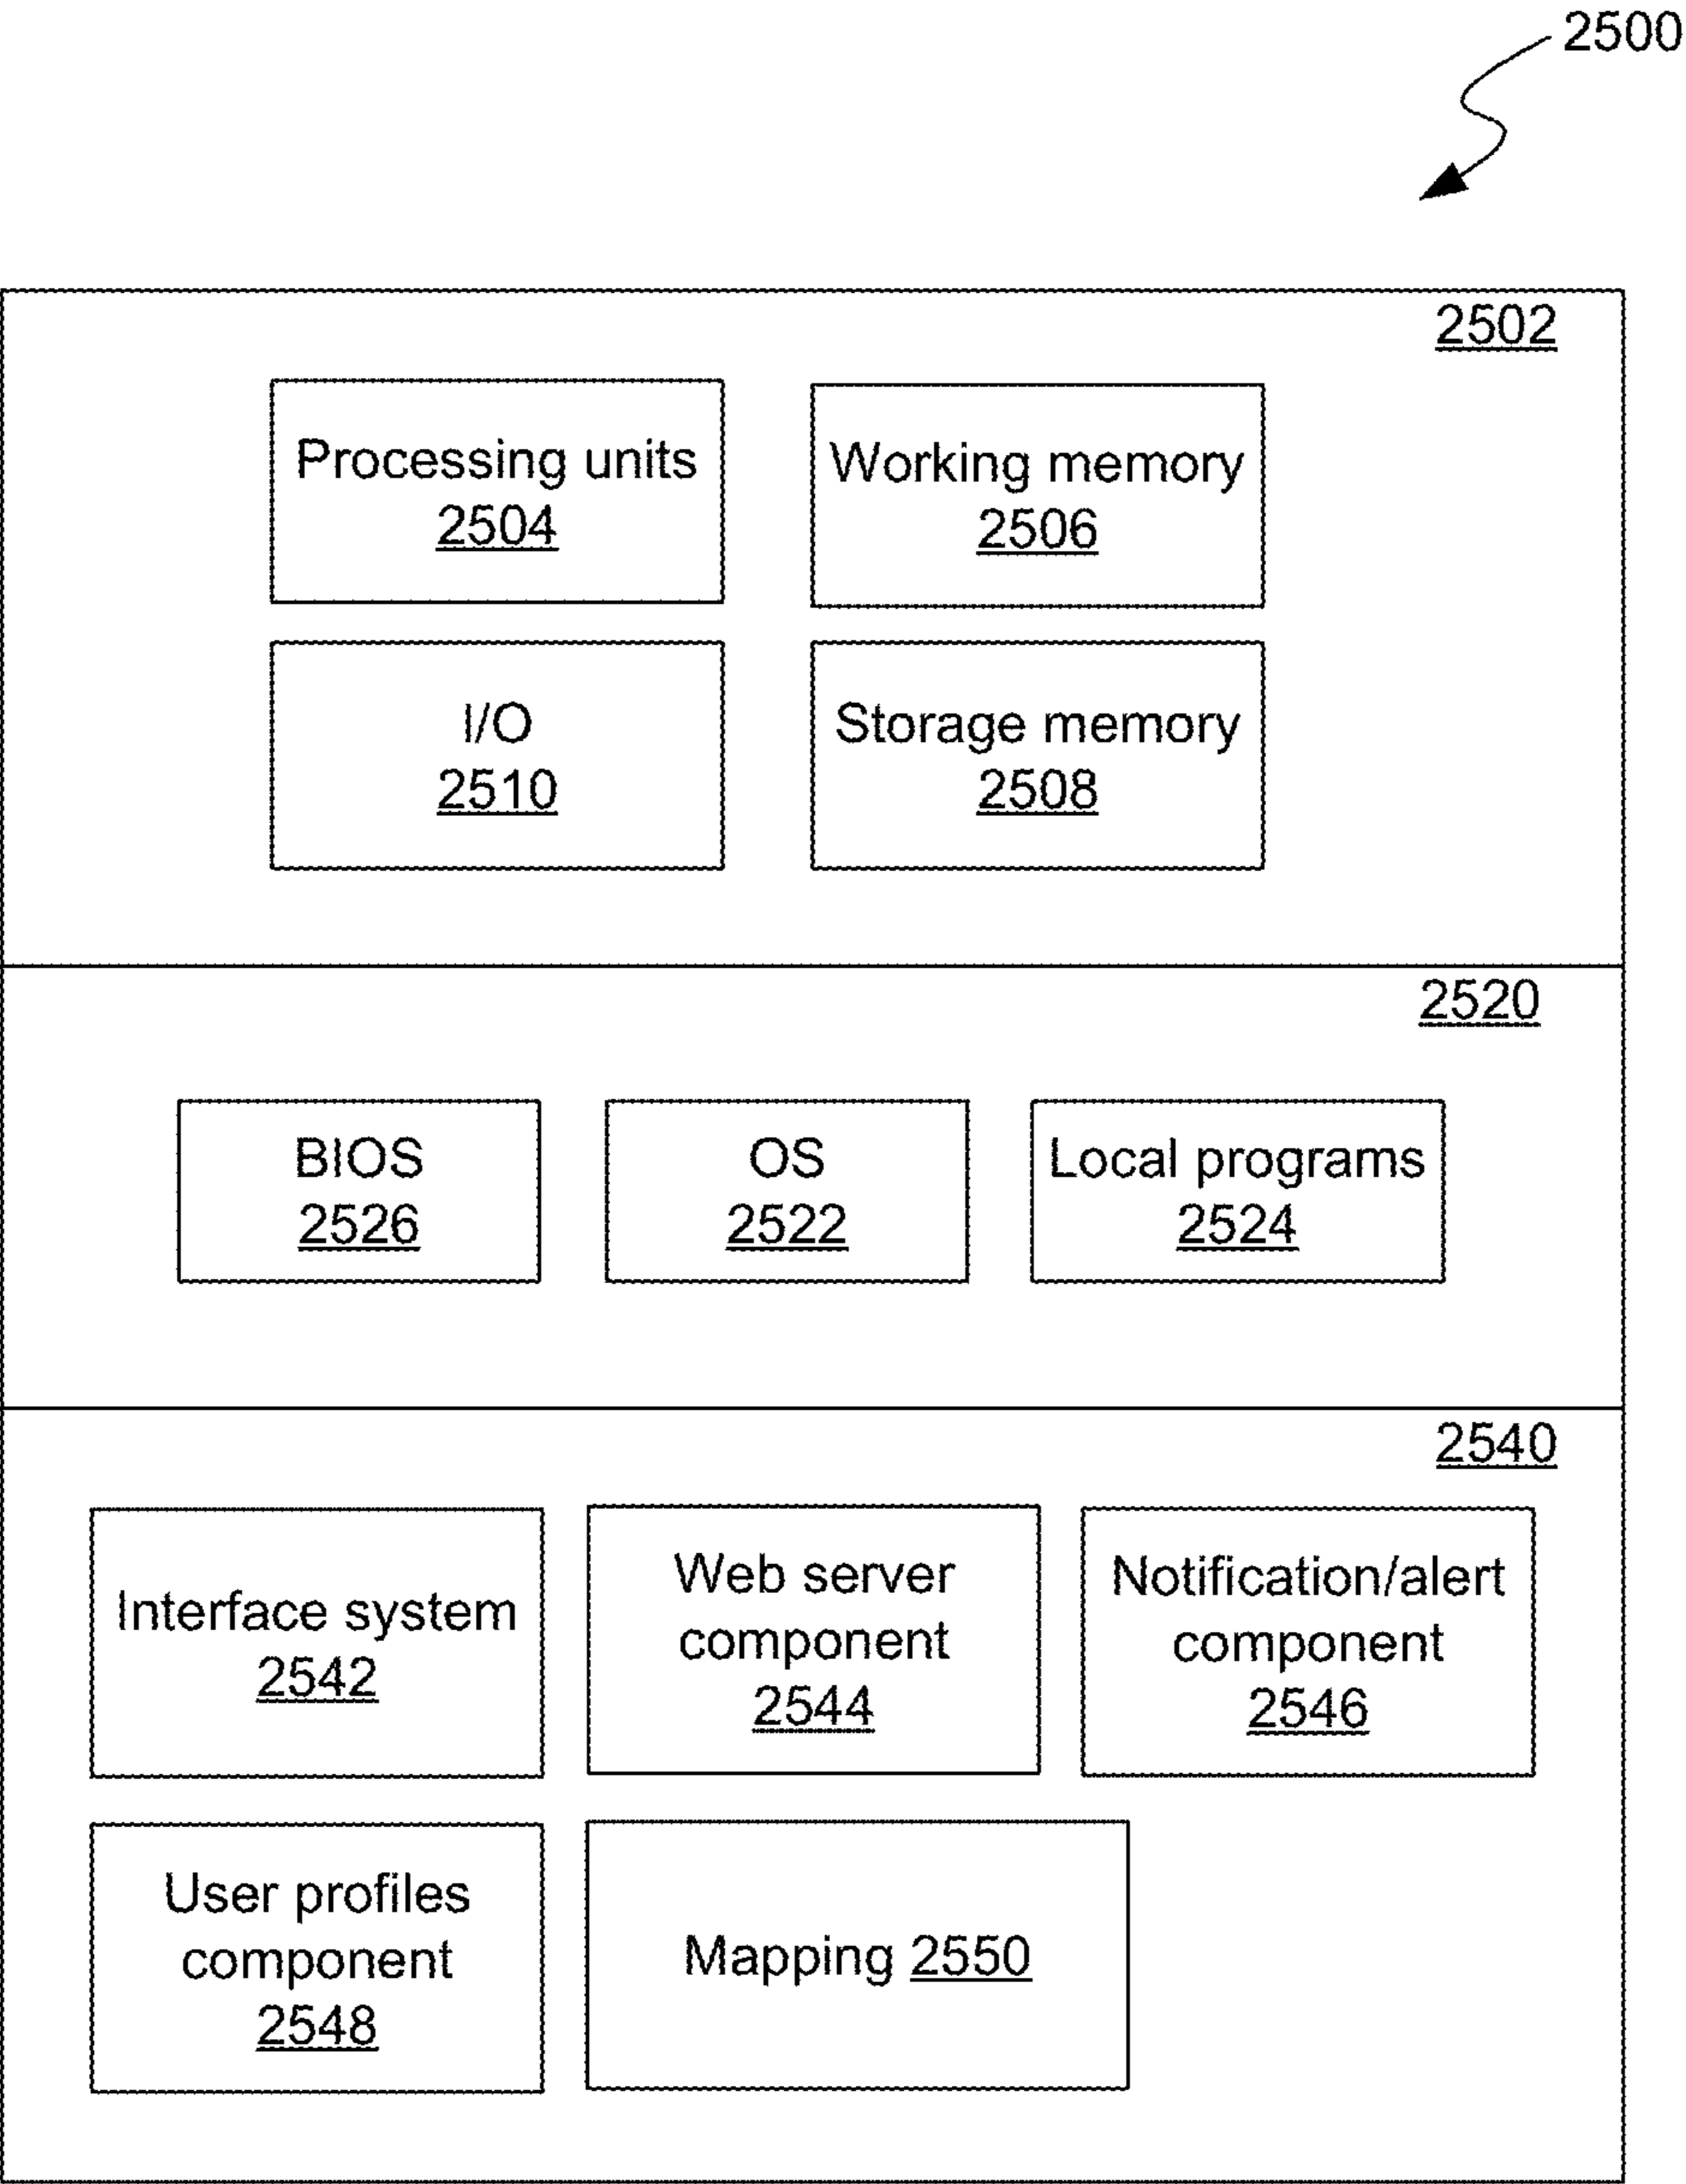 2500
2502
Processing units
2504
Working memory
2506
I/O
2510
Storage memory
2508
2520
BIOS
2526
OS
2522
Local programs
2524
2540
Interface system
2542
Web server
component
2544
Notification/alert
component
2546
User profiles
component
2548
Mapping 2550